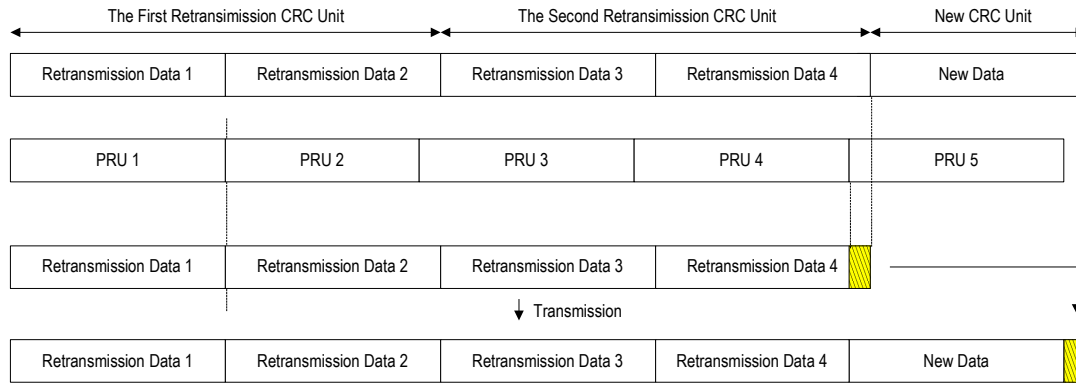 The First Retransimission CRC Unit The Second Retransimission CRC Unit New CRC Unit
Retransmission Data 1 Retransmission Data 2 Retransmission Data 3 Retransmission Data 4 New Data
PRU 1 PRU 2 PRU 3 PRU 4 PRU 5
Retransmission Data 1 Retransmission Data 2 Retransmission Data 3 Retransmission Data 4
Transmission
Retransmission Data 1 Retransmission Data 2 Retransmission Data 3 Retransmission Data 4 New Data